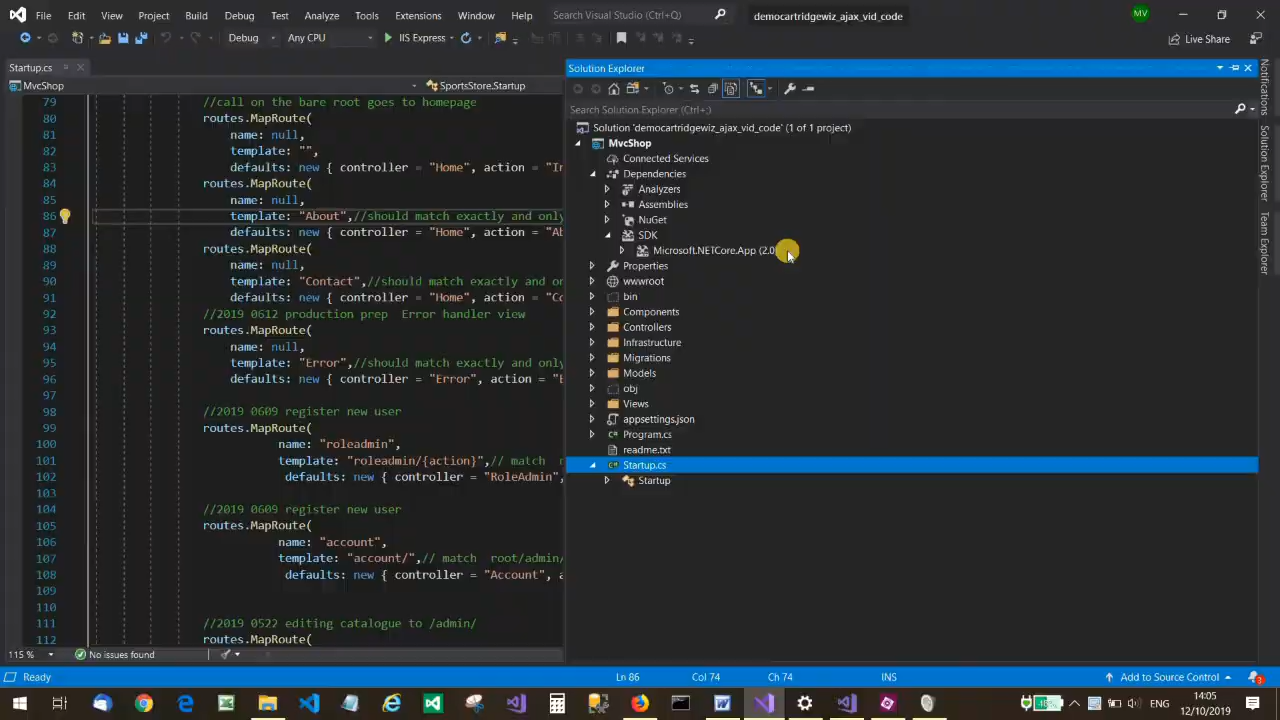 File Edit View Project Build Debug Test Analyze Tools Extensions Window Help Search Visual Studio (Ctrl+Q) democartridgewiz_ajax_vid_code MV
Debug Any CPU IIS Express Live Share
Startup.cs
MvcShop SportsStore.Startup
79 //call on the bare root goes to homepage
80 routes.MapRoute(
81 name: null,
82 template: "",
83 defaults: new { controller = "Home", action = "In
84 routes.MapRoute(
85 name: null,
86 template: "About",//should match exactly and only
87 defaults: new { controller = "Home", action = "Ab
88 routes.MapRoute(
89 name: null,
90 template: "Contact",//should match exactly and on
91 defaults: new { controller = "Home", action = "Co
92 //2019 0612 production prep Error handler view
93 routes.MapRoute(
94 name: null,
95 template: "Error",//should match exactly and only
96 defaults: new { controller = "Error", action = "E
97
98 //2019 0609 register new user
99 routes.MapRoute(
100 name: "roleadmin",
101 template: "roleadmin/{action}",// match r
102 defaults: new { controller = "RoleAdmin",
103
104 //2019 0609 register new user
105 routes.MapRoute(
106 name: "account",
107 template: "account/",// match root/admin/
108 defaults: new { controller = "Account", a
109
110
111 //2019 0522 editing catalogue to /admin/
112 routes.MapRoute(
115 % No issues found
Solution Explorer
Search Solution Explorer (Ctrl+;)
Solution 'democartridgewiz_ajax_vid_code' (1 of 1 project)
MvcShop
Connected Services
Dependencies
Analyzers
Assemblies
NuGet
SDK
Microsoft.NETCore.App (2.0
Properties
wwwroot
bin
Components
Controllers
Infrastructure
Migrations
Models
obj
Views
appsettings.json
Program.cs
readme.txt
Startup.cs
Startup
Notifications
Solution Explorer
Team Explorer
Ready Ln 86 Col 74 Ch 74 INS Add to Source Control 3
48% ENG 14:05
12/10/2019